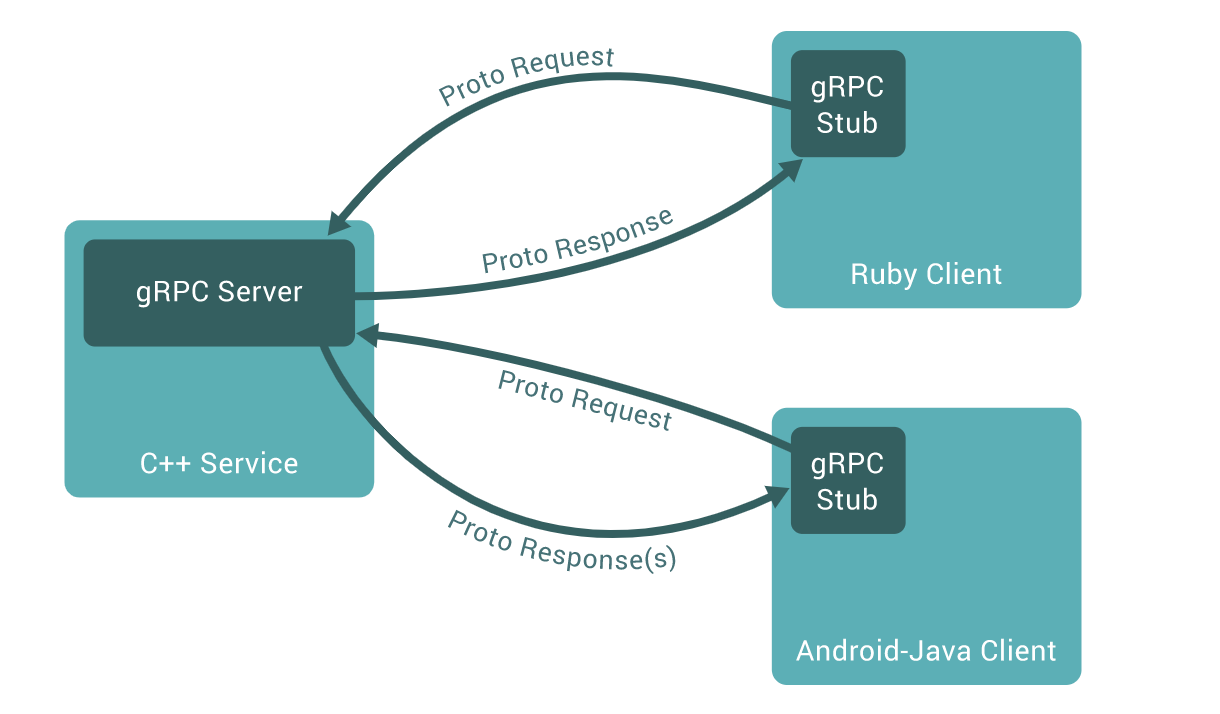 Proto Request
gRPC
Stub
Proto Response
Ruby Client
gRPC Server
C++ Service
Proto Request
gRPC
Stub
Proto Response(s)
Android-Java Client